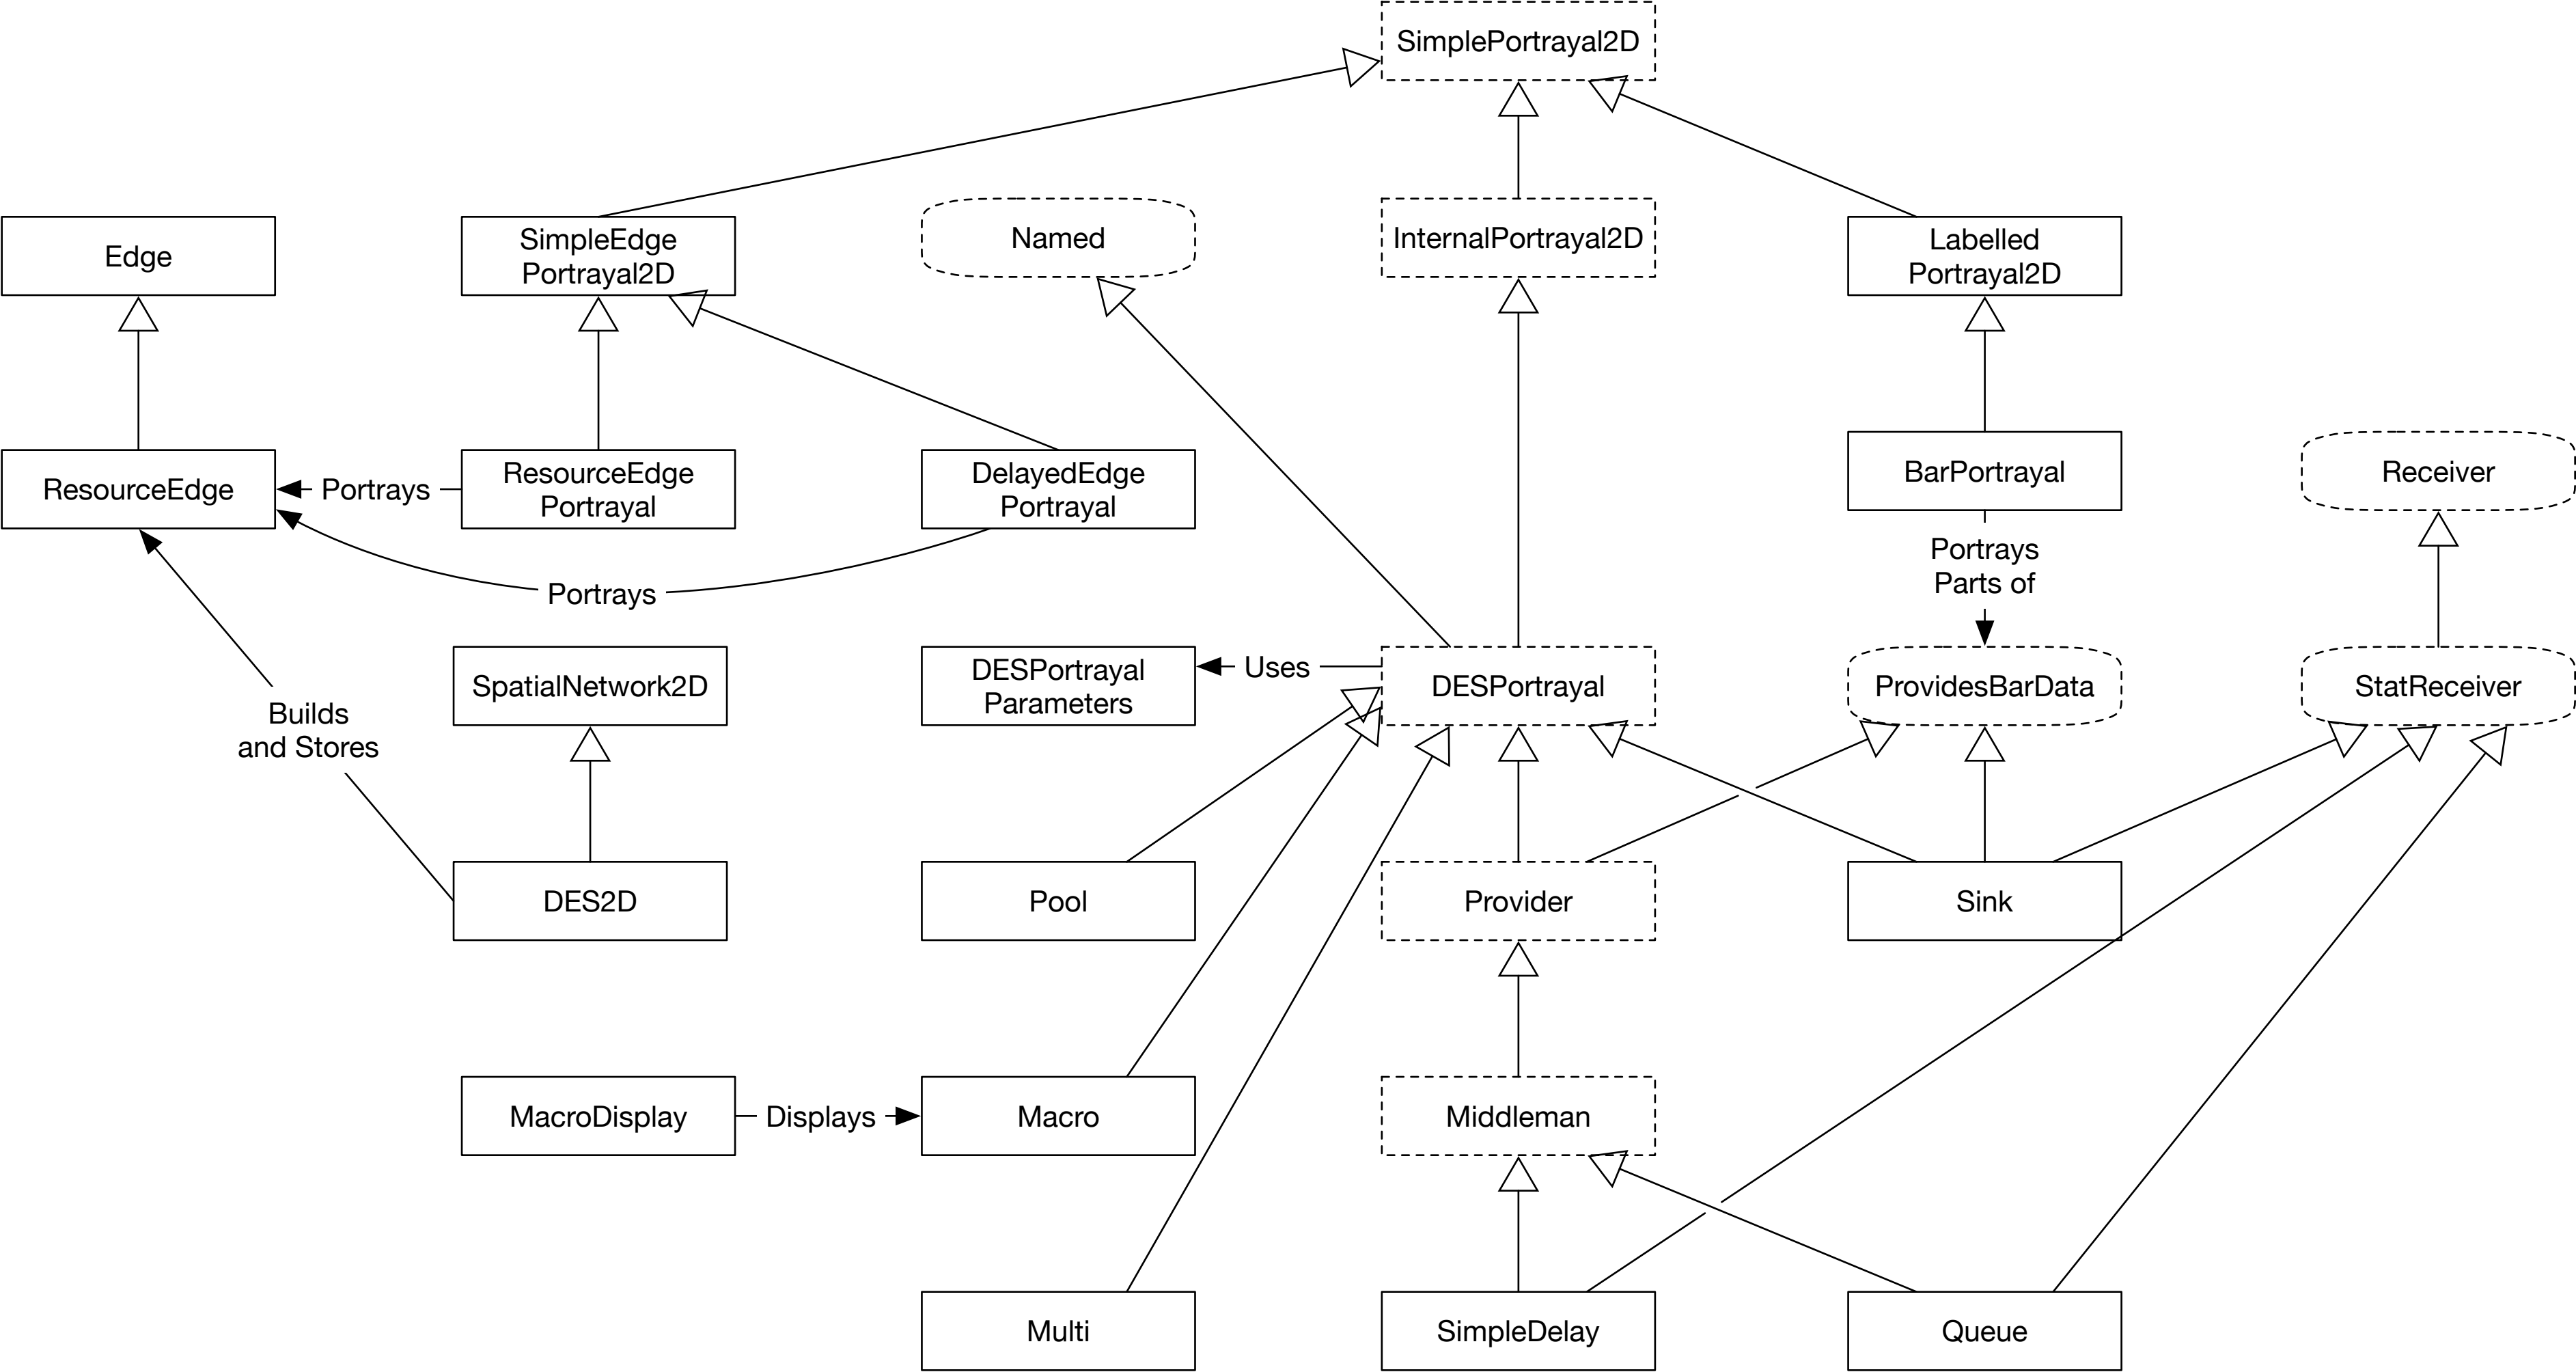 SimplePortrayal2D
Edge
SimpleEdge
Portrayal2D
Named
InternalPortrayal2D
Labelled
Portrayal2D
ResourceEdge
Portrays
ResourceEdge
Portrayal
DelayedEdge
Portrayal
BarPortrayal
Receiver
Portrays
Parts of
Portrays
Builds
and Stores
SpatialNetwork2D
DESPortrayal
Parameters
Uses
DESPortrayal
ProvidesBarData
StatReceiver
DES2D
Pool
Provider
Sink
MacroDisplay
Displays
Macro
Middleman
Multi
SimpleDelay
Queue